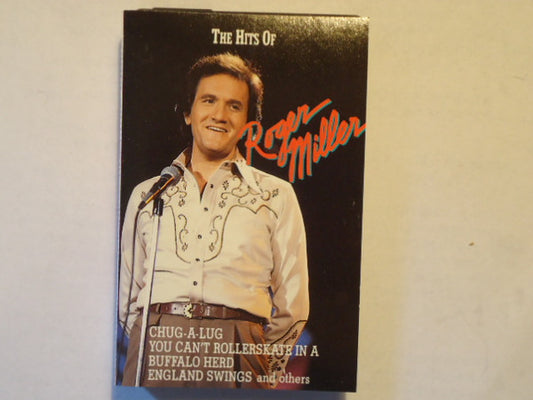 THE HITS OF
Roger
Miller
CHUG-A-LUG
YOU CAN'T ROLLERSKATE IN A
BUFFALO HERD
ENGLAND SWINGS and others